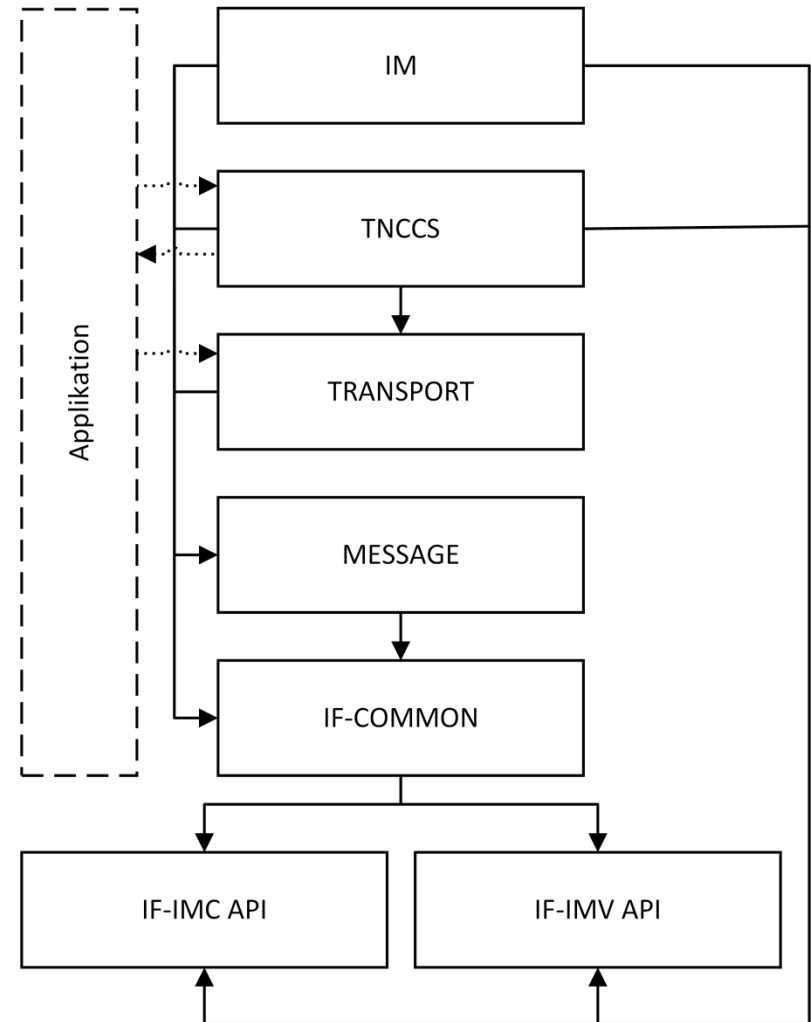 IM
TNCCS
Applikation
TRANSPORT
MESSAGE
IF-COMMON
IF-IMC API
IF-IMV API